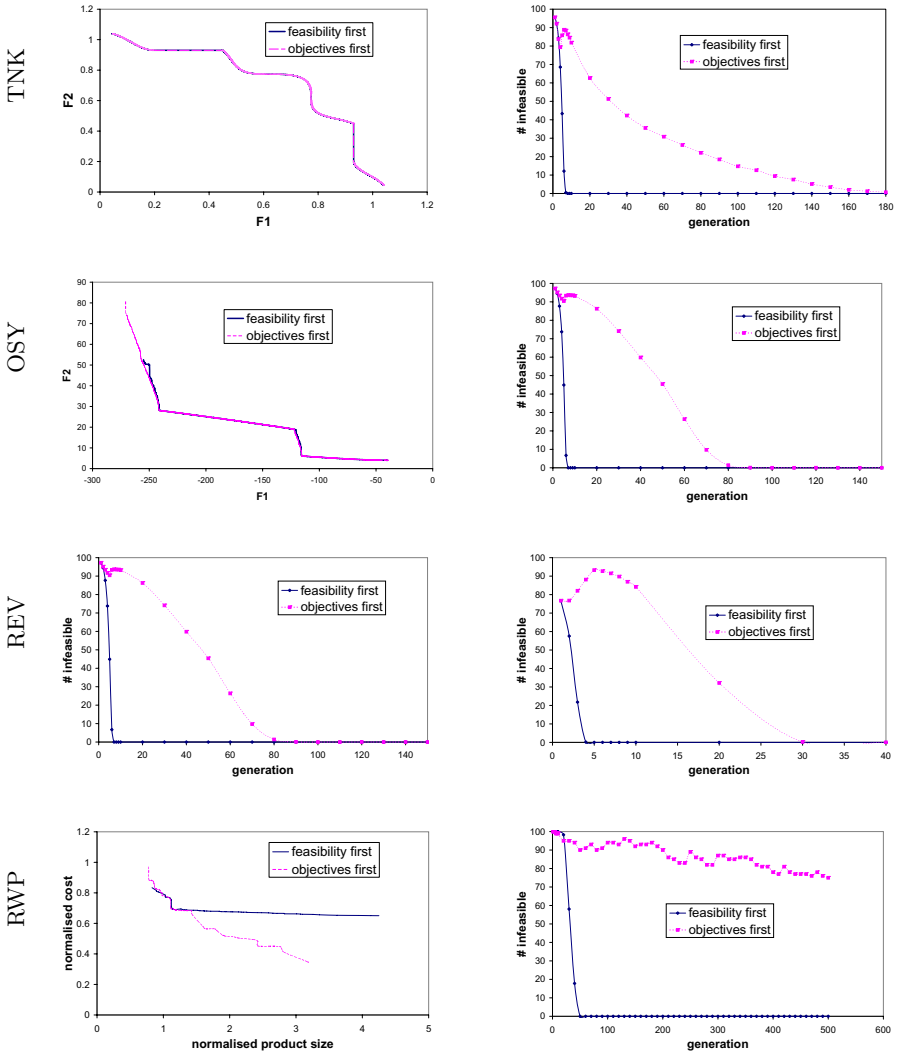 TNK
F2
1.2
1
0.8
0.6
0.4
0.2
0
feasibility first
objectives first
0 0.2 0.4 0.6 0.8 1 1.2
F1
# infeasible
100
90
80
70
60
50
40
30
20
10
0
feasibility first
objectives first
0 20 40 60 80 100 120 140 160 180
generation
OSY
F2
90
80
70
60
50
40
30
20
10
0
feasibility first
objectives first
-300 -250 -200 -150 -100 -50 0
F1
# infeasible
100
90
80
70
60
50
40
30
20
10
0
feasibility first
objectives first
0 20 40 60 80 100 120 140
generation
REV
# infeasible
100
90
80
70
60
50
40
30
20
10
0
feasibility first
objectives first
0 20 40 60 80 100 120 140
generation
# infeasible
100
90
80
70
60
50
40
30
20
10
0
feasibility first
objectives first
0 5 10 15 20 25 30 35 40
generation
RWP
normalised cost
1.2
1
0.8
0.6
0.4
0.2
0
feasibility first
objectives first
0 1 2 3 4 5
normalised product size
# infeasible
100
90
80
70
60
50
40
30
20
10
0
feasibility first
objectives first
0 100 200 300 400 500 600
generation